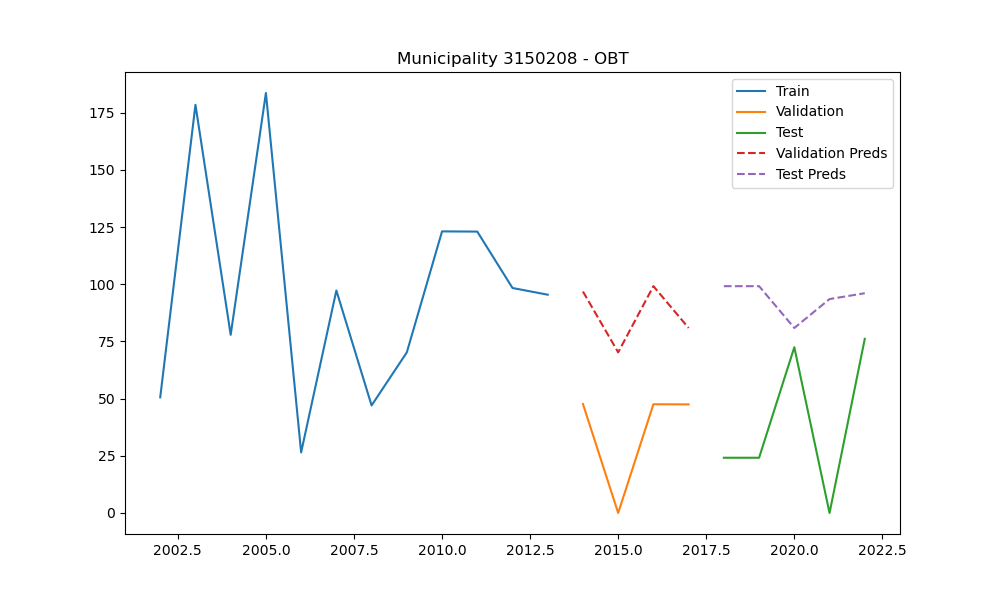 Municipality 3150208 - OBT
Train
Validation
Test
Validation Preds
Test Preds
175
150
125
100
75
50
25
0
2002.5 2005.0 2007.5 2010.0 2012.5 2015.0 2017.5 2020.0 2022.5